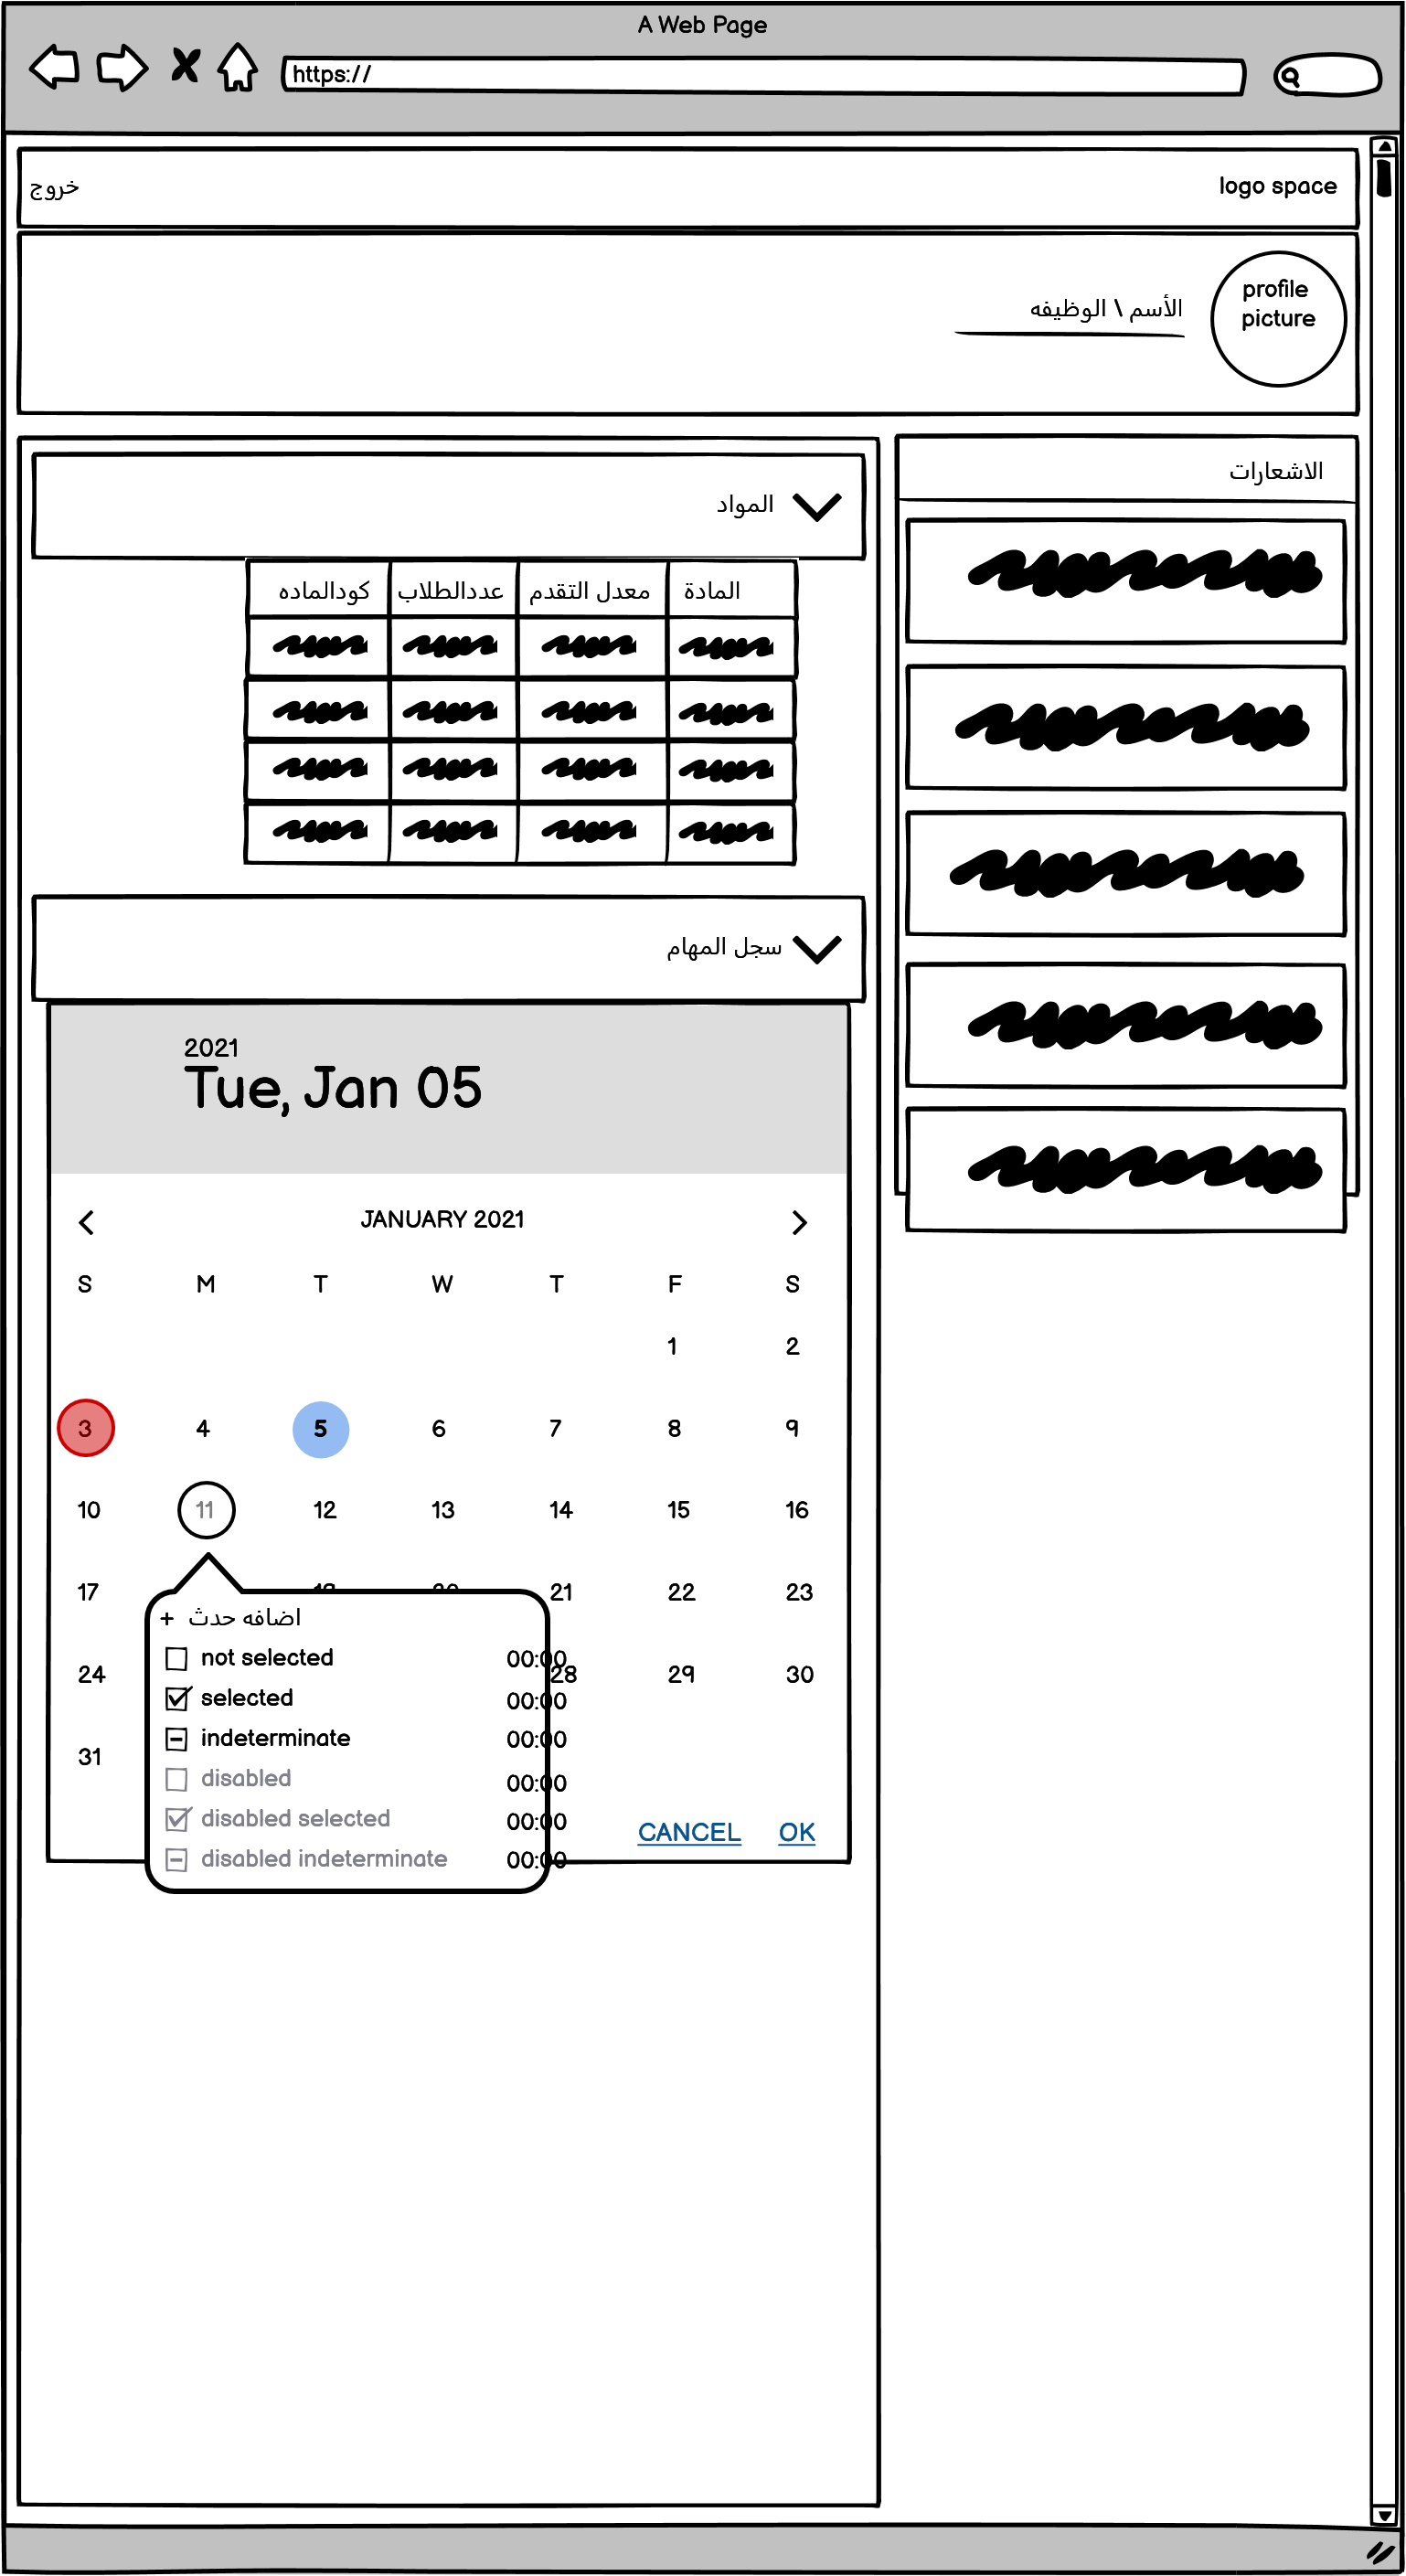 A Web Page
https://
logo space
خروج
profile
picture
الأسم \ الوظيفه
الاشعارات
المواد
المادة	معدل التقدم	عددالطلاب	كودالماده
سجل المهام
2021
Tue, Jan 05
JANUARY 2021
S M T W T F S
1 2
3 4 5 6 7 8 9
10 11 12 13 14 15 16
17 21 22 23
24 28 29 30
31
+ اضافه حدث
not selected 00:00
selected 00:00
indeterminate 00:00
disabled 00:00
disabled selected 00:00
disabled indeterminate 00:00
CANCEL OK